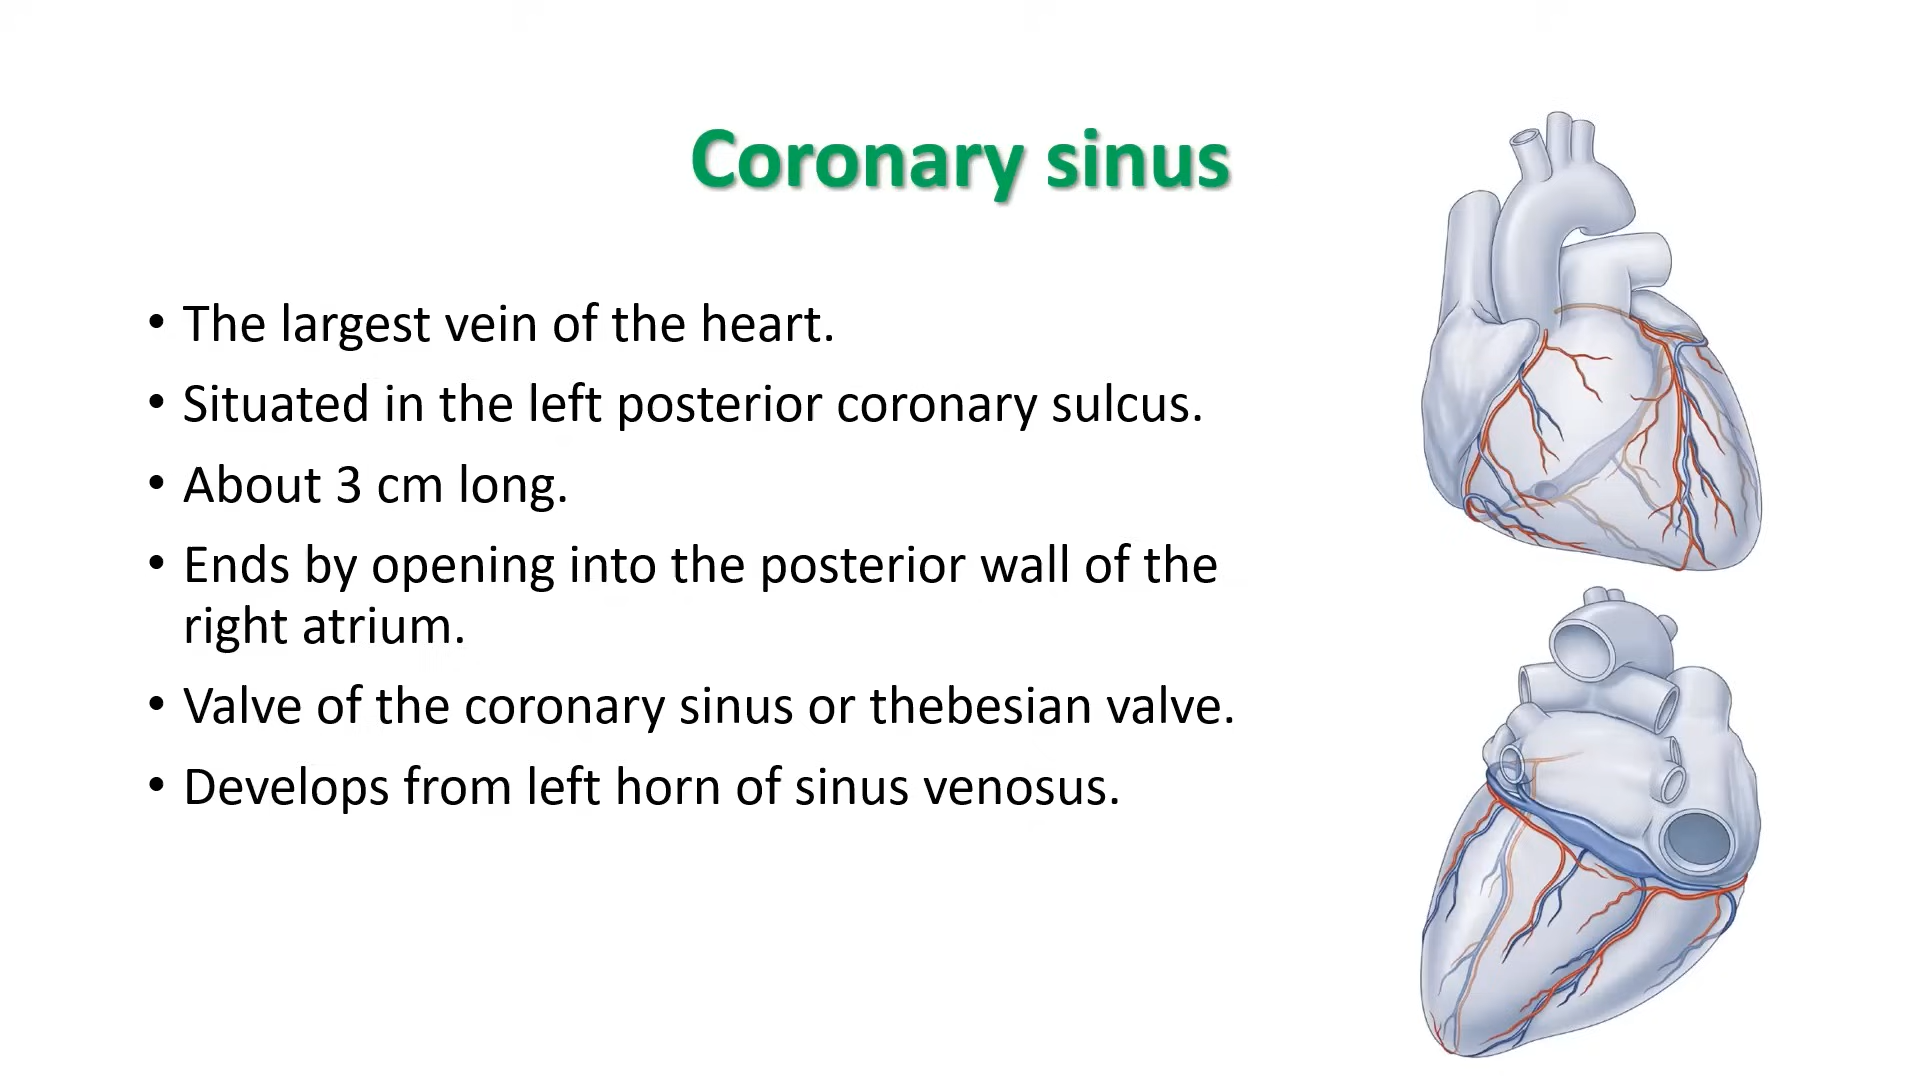 Coronary sinus
• The largest vein of the heart.
• Situated in the left posterior coronary sulcus.
• About 3 cm long.
• Ends by opening into the posterior wall of the
right atrium.
• Valve of the coronary sinus or thebesian valve.
• Develops from left horn of sinus venosus.